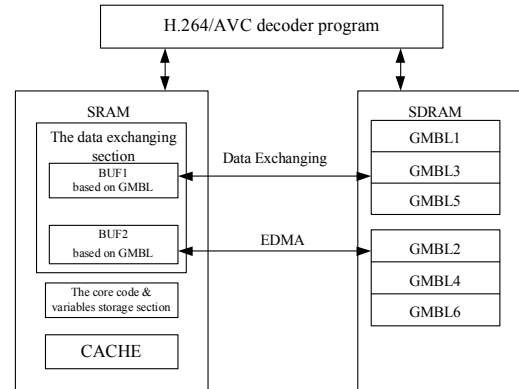 H.264/AVC decoder program
SRAM
The data exchanging
section
BUF1
based on GMBL
BUF2
based on GMBL
The core code &
variables storage section
CACHE
Data Exchanging
EDMA
SDRAM
GMBL1
GMBL3
GMBL5
GMBL2
GMBL4
GMBL6